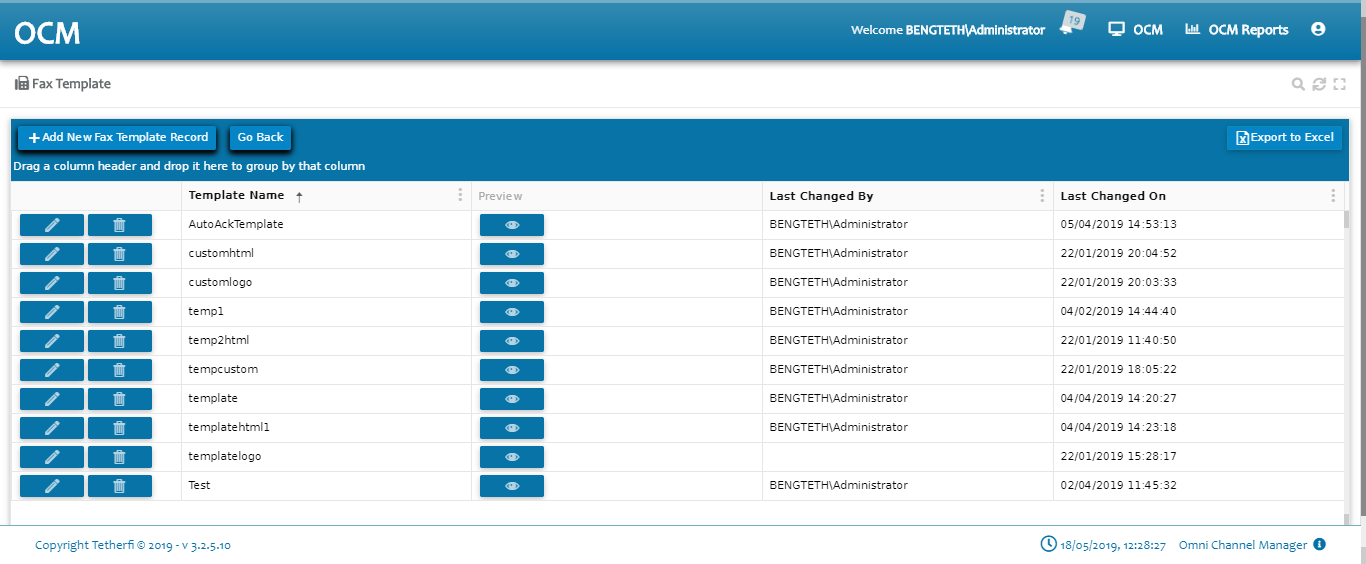 OCM
Welcome BENGTETH\Administrator 19 OCM OCM Reports
Fax Template
Add New Fax Template Record Go Back Export to Excel
Drag a column header and drop it here to group by that column
Template Name Preview Last Changed By Last Changed On
AutoAckTemplate BENGTETH\Administrator 05/04/2019 14:53:13
customhtml BENGTETH\Administrator 22/01/2019 20:04:52
customlogo BENGTETH\Administrator 22/01/2019 20:03:33
temp1 BENGTETH\Administrator 04/02/2019 14:44:40
temp2html BENGTETH\Administrator 22/01/2019 11:40:50
tempcustom BENGTETH\Administrator 22/01/2019 18:05:22
template BENGTETH\Administrator 04/04/2019 14:20:27
templatehtml1 BENGTETH\Administrator 04/04/2019 14:23:18
templatelogo 22/01/2019 15:28:17
Test BENGTETH\Administrator 02/04/2019 11:45:32
Copyright Tetherfi © 2019 - v 3.2.5.10 18/05/2019, 12:28:27 Omni Channel Manager